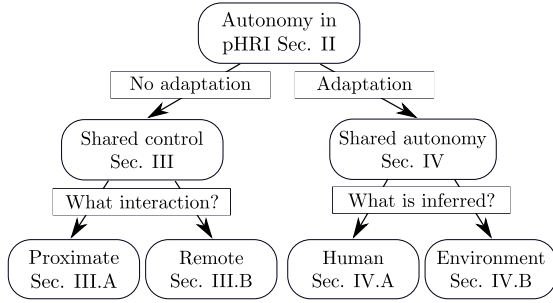 Autonomy in
pHRI Sec. II
No adaptation
Adaptation
Shared control
Sec. III
Shared autonomy
Sec. IV
What interaction?
What is inferred?
Proximate
Sec. III.A
Remote
Sec. III.B
Human
Sec. IV.A
Environment
Sec. IV.B